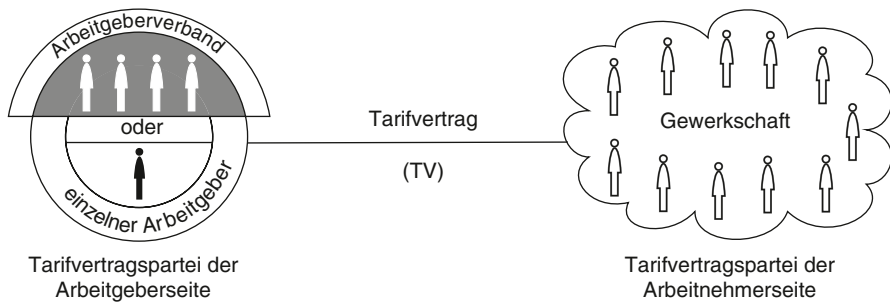 Arbeitgeberverband
oder
einzelner Arbeitgeber
Tarifvertrag
(TV)
Gewerkschaft
Tarifvertragspartei der
Arbeitgeberseite
Tarifvertragspartei der
Arbeitnehmerseite